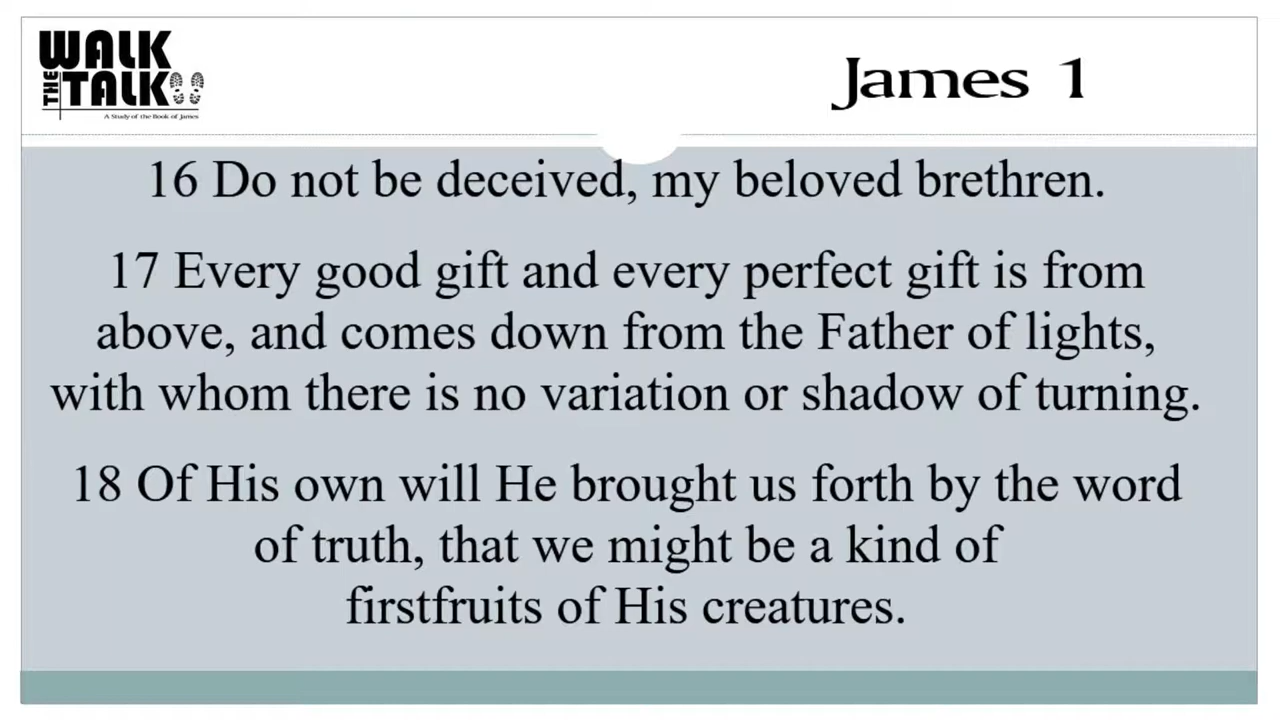 WALK
THE TALK
A Study of the Book of James
James 1
16 Do not be deceived, my beloved brethren.
17 Every good gift and every perfect gift is from
above, and comes down from the Father of lights,
with whom there is no variation or shadow of turning.
18 Of His own will He brought us forth by the word
of truth, that we might be a kind of
firstfruits of His creatures.